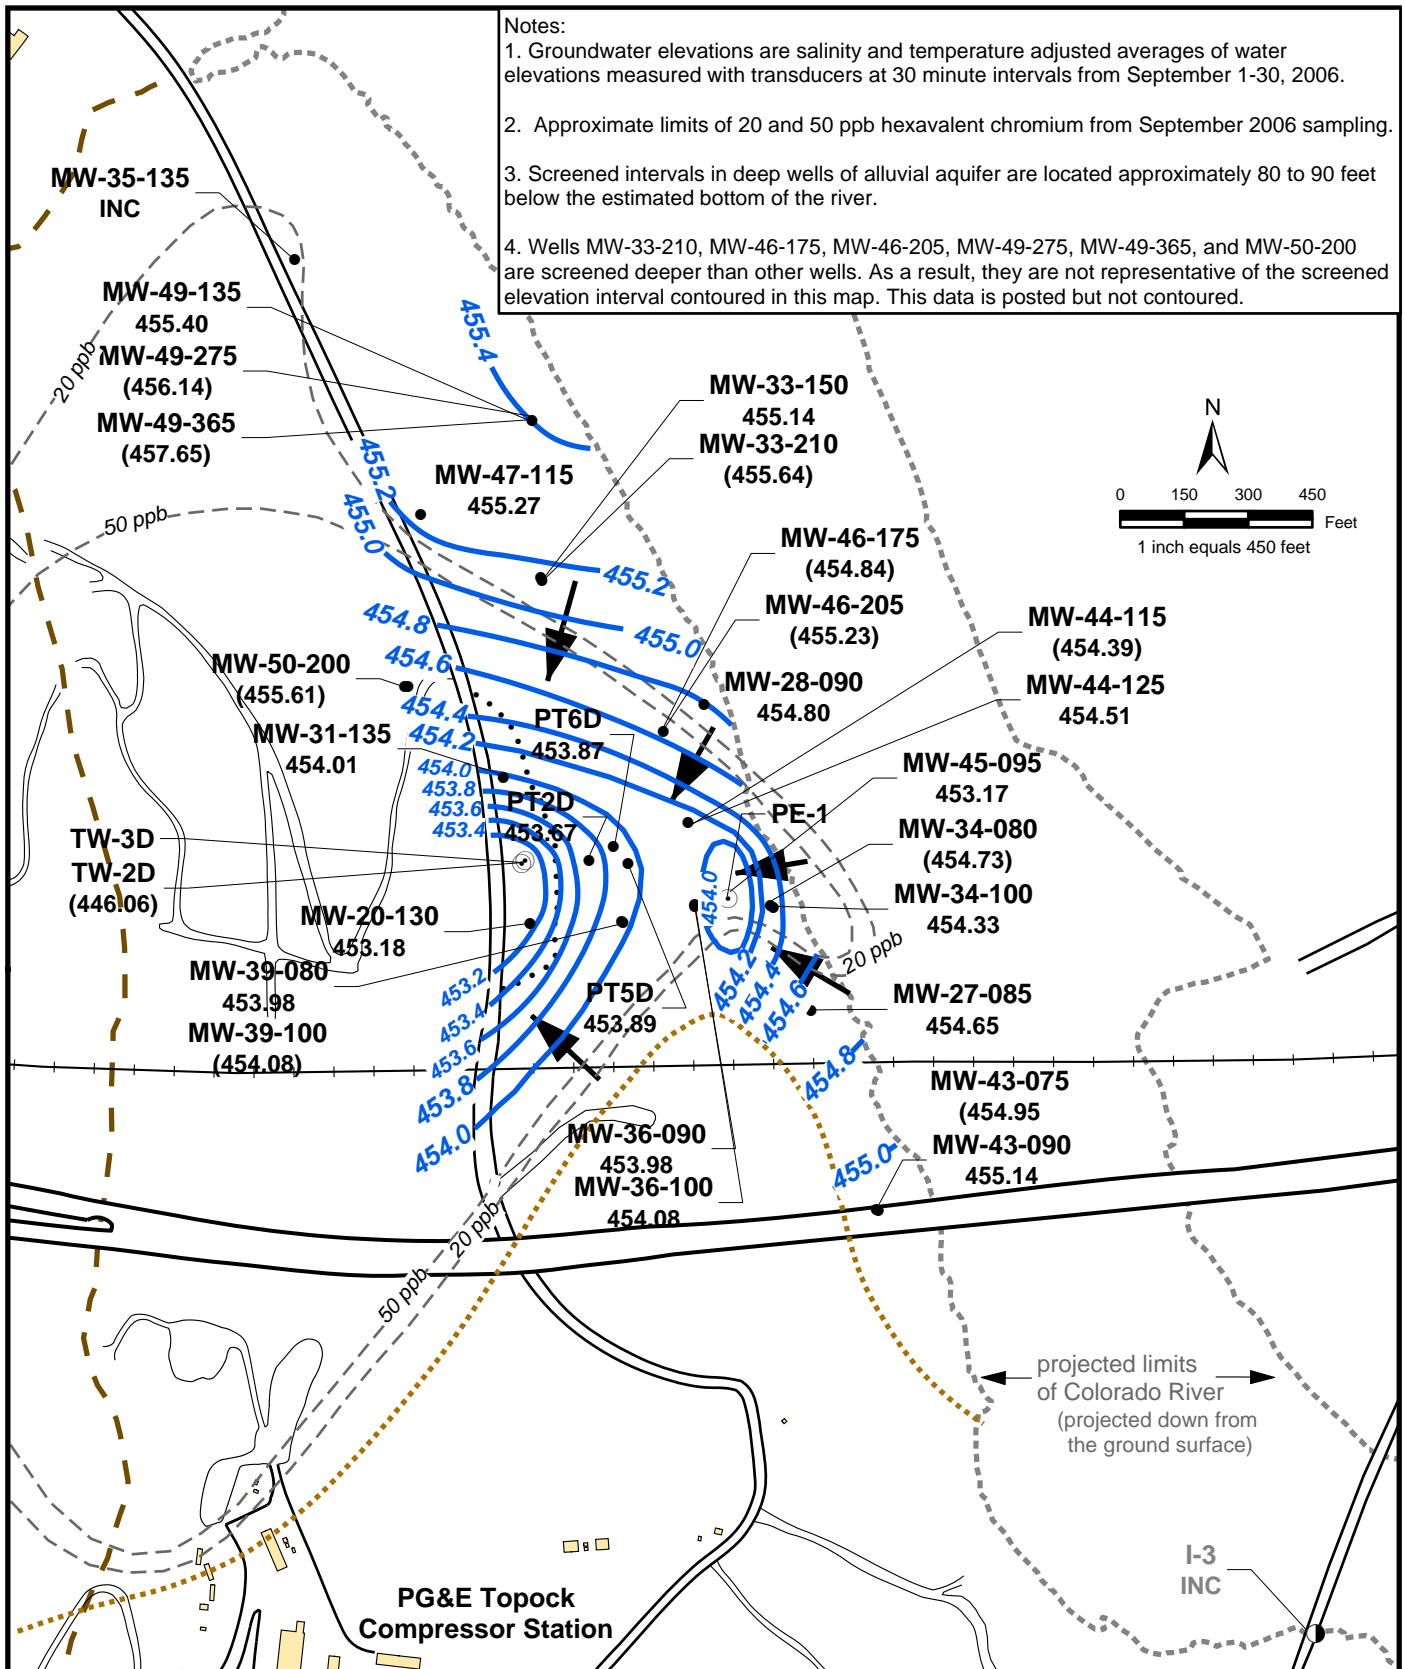 Notes:
1. Groundwater elevations are salinity and temperature adjusted averages of water
elevations measured with transducers at 30 minute intervals from September 1-30, 2006.
2. Approximate limits of 20 and 50 ppb hexavalent chromium from September 2006 sampling.
3. Screened intervals in deep wells of alluvial aquifer are located approximately 80 to 90 feet
below the estimated bottom of the river.
4. Wells MW-33-210, MW-46-175, MW-46-205, MW-49-275, MW-49-365, and MW-50-200
are screened deeper than other wells. As a result, they are not representative of the screened
elevation interval contoured in this map. This data is posted but not contoured.
MW-35-135
INC
MW-49-135
455.40
MW-49-275
(456.14)
MW-49-365
(457.65)
20 ppb
455.4
MW-33-150
455.14
MW-33-210
(455.64)
N
0 150 300 450
Feet
1 inch equals 450 feet
455.2
MW-47-115
455.27
50 ppb
455.0
MW-46-175
(454.84)
455.2
MW-46-205
(455.23)
MW-44-115
(454.39)
454.8
455.0
454.6
MW-50-200
(455.61)
MW-28-090
454.80
MW-44-125
454.51
454.4
PT6D
453.87
MW-31-135
454.01
454.2
454.0
453.8
453.6
453.4
PT2D
453.67
MW-45-095
453.17
PE-1
MW-34-080
(454.73)
TW-3D
TW-2D
(446.06)
454.0
MW-34-100
454.33
MW-20-130
453.18
20 ppb
MW-39-080
453.98
453.2
454.2
454.4
454.6
PT5D
453.89
MW-27-085
454.65
MW-39-100
(454.08)
453.4
453.6
453.8
454.0
454.8
MW-43-075
(454.95
MW-36-090
453.98
MW-36-100
454.08
455.0
MW-43-090
455.14
20 ppb
50 ppb
projected limits
of Colorado River
(projected down from
the ground surface)
I-3
INC
PG&E Topock
Compressor Station